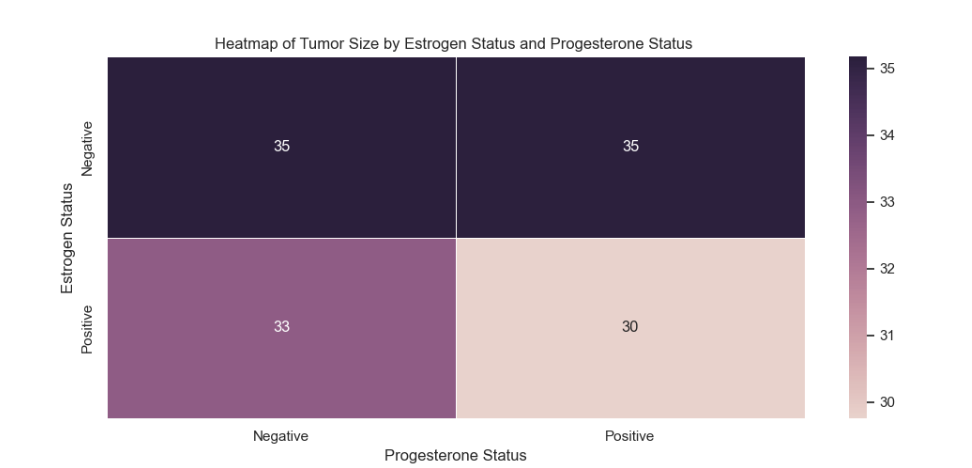 Heatmap of Tumor Size by Estrogen Status and Progesterone Status
Estrogen Status
Negative
Positive
35
35
33
30
Negative
Positive
Progesterone Status
35
34
33
32
31
30